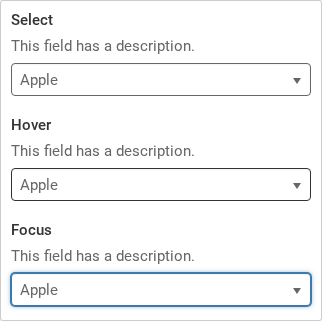 Select
This field has a description.
Apple
Hover
This field has a description.
Apple
Focus
This field has a description.
Apple